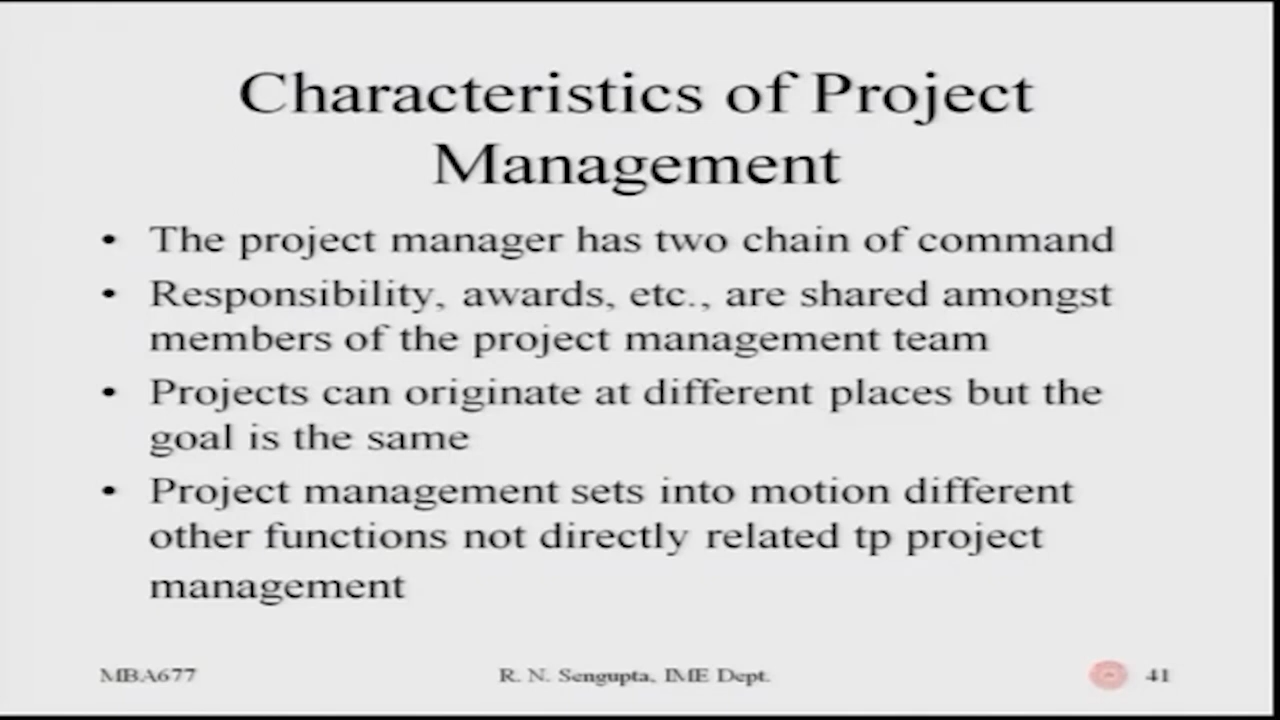 Characteristics of Project
Management
• The project manager has two chain of command
• Responsibility, awards, etc., are shared amongst
members of the project management team
• Projects can originate at different places but the
goal is the same
• Project management sets into motion different
other functions not directly related tp project
management
MBA677 R. N. Sengupta, IME Dept. 41